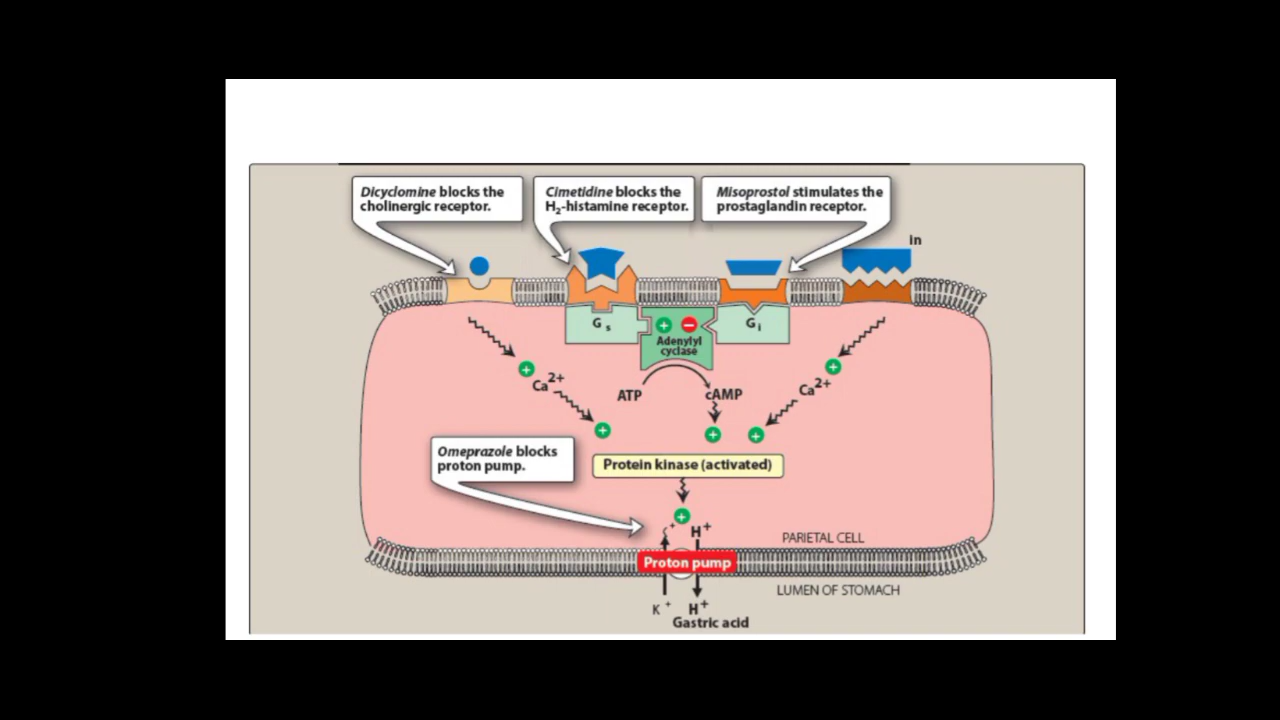 Dicyclomine blocks the
cholinergic receptor.
Cimetidine blocks the
H₂-histamine receptor.
Misoprostol stimulates the
prostaglandin receptor.
in
G s
Adenylyl
cyclase
G i
+
−
+
Ca²⁺
ATP
cAMP
+
Ca²⁺
+
+
+
Omeprazole blocks
proton pump.
Protein kinase (activated)
+
H⁺
PARIETAL CELL
Proton pump
LUMEN OF STOMACH
K⁺
H⁺
Gastric acid